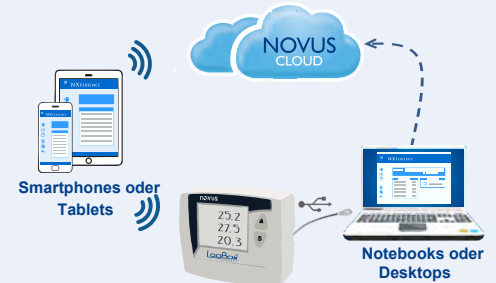 NOVUS
CLOUD
NXPERIENCE
NXPERIENCE
NXPERIENCE
Smartphones oder
Tablets
novus
25.2
27.5
20.3
S
LogBox
Notebooks oder
Desktops